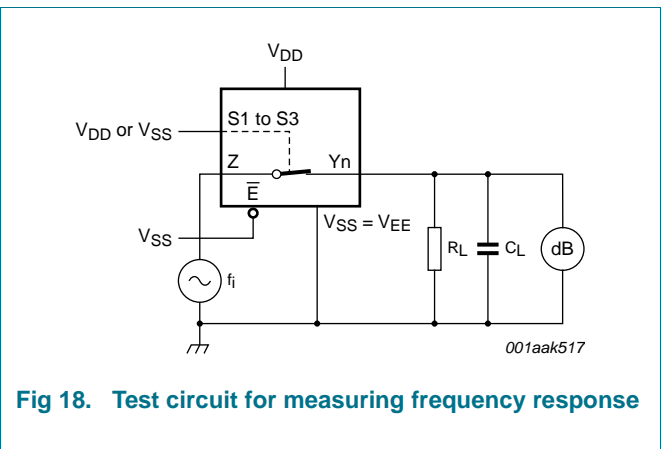 VDD
S1 to S3
VDD or VSS
Z
Yn
E
VSS = VEE
VSS
RL
CL
dB
fi
001aak517
Fig 18. Test circuit for measuring frequency response